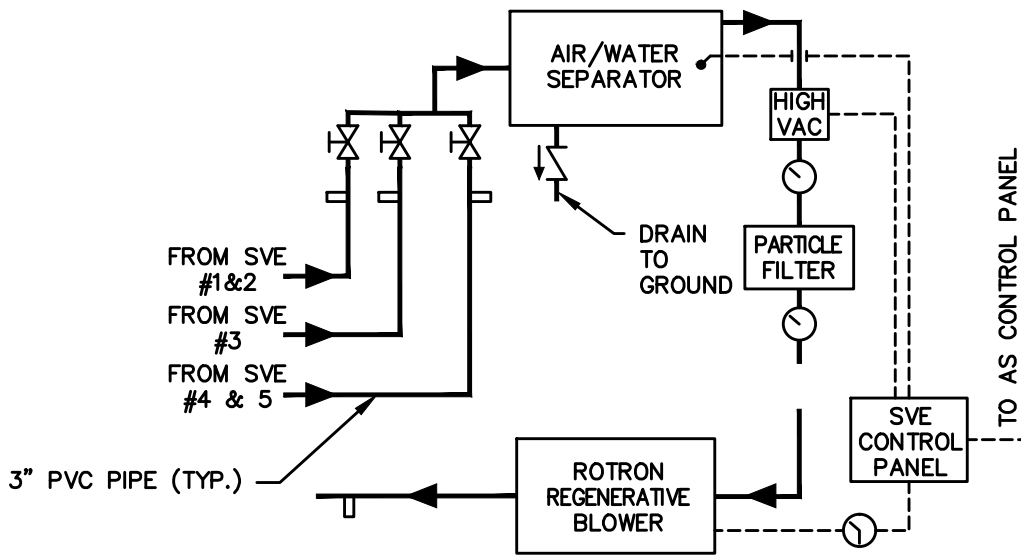 AIR/WATER
SEPARATOR
HIGH
VAC
DRAIN
TO
GROUND
PARTICLE
FILTER
FROM SVE
#1&2
FROM SVE
#3
FROM SVE
#4 & 5
3" PVC PIPE (TYP.)
ROTRON
REGENERATIVE
BLOWER
SVE
CONTROL
PANEL
TO AS CONTROL PANEL